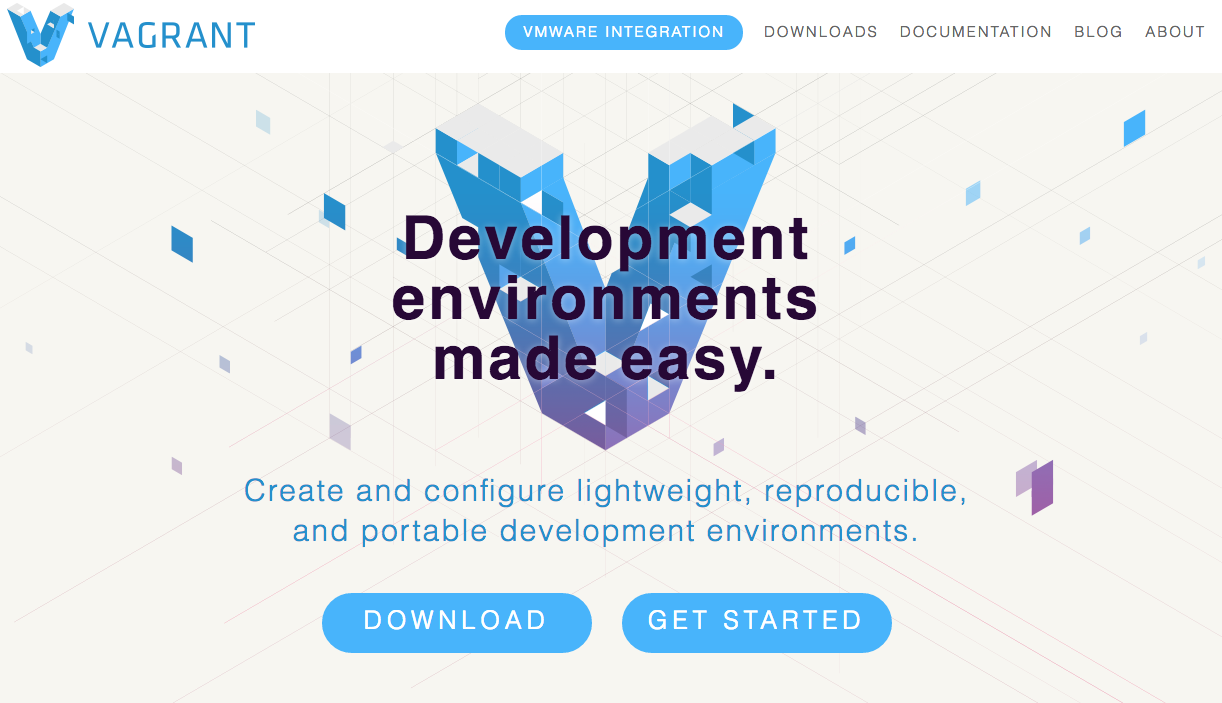 VAGRANT
VMWARE INTEGRATION
DOWNLOADS
DOCUMENTATION
BLOG
ABOUT
Development
environments
made easy.
Create and configure lightweight, reproducible,
and portable development environments.
DOWNLOAD
GET STARTED